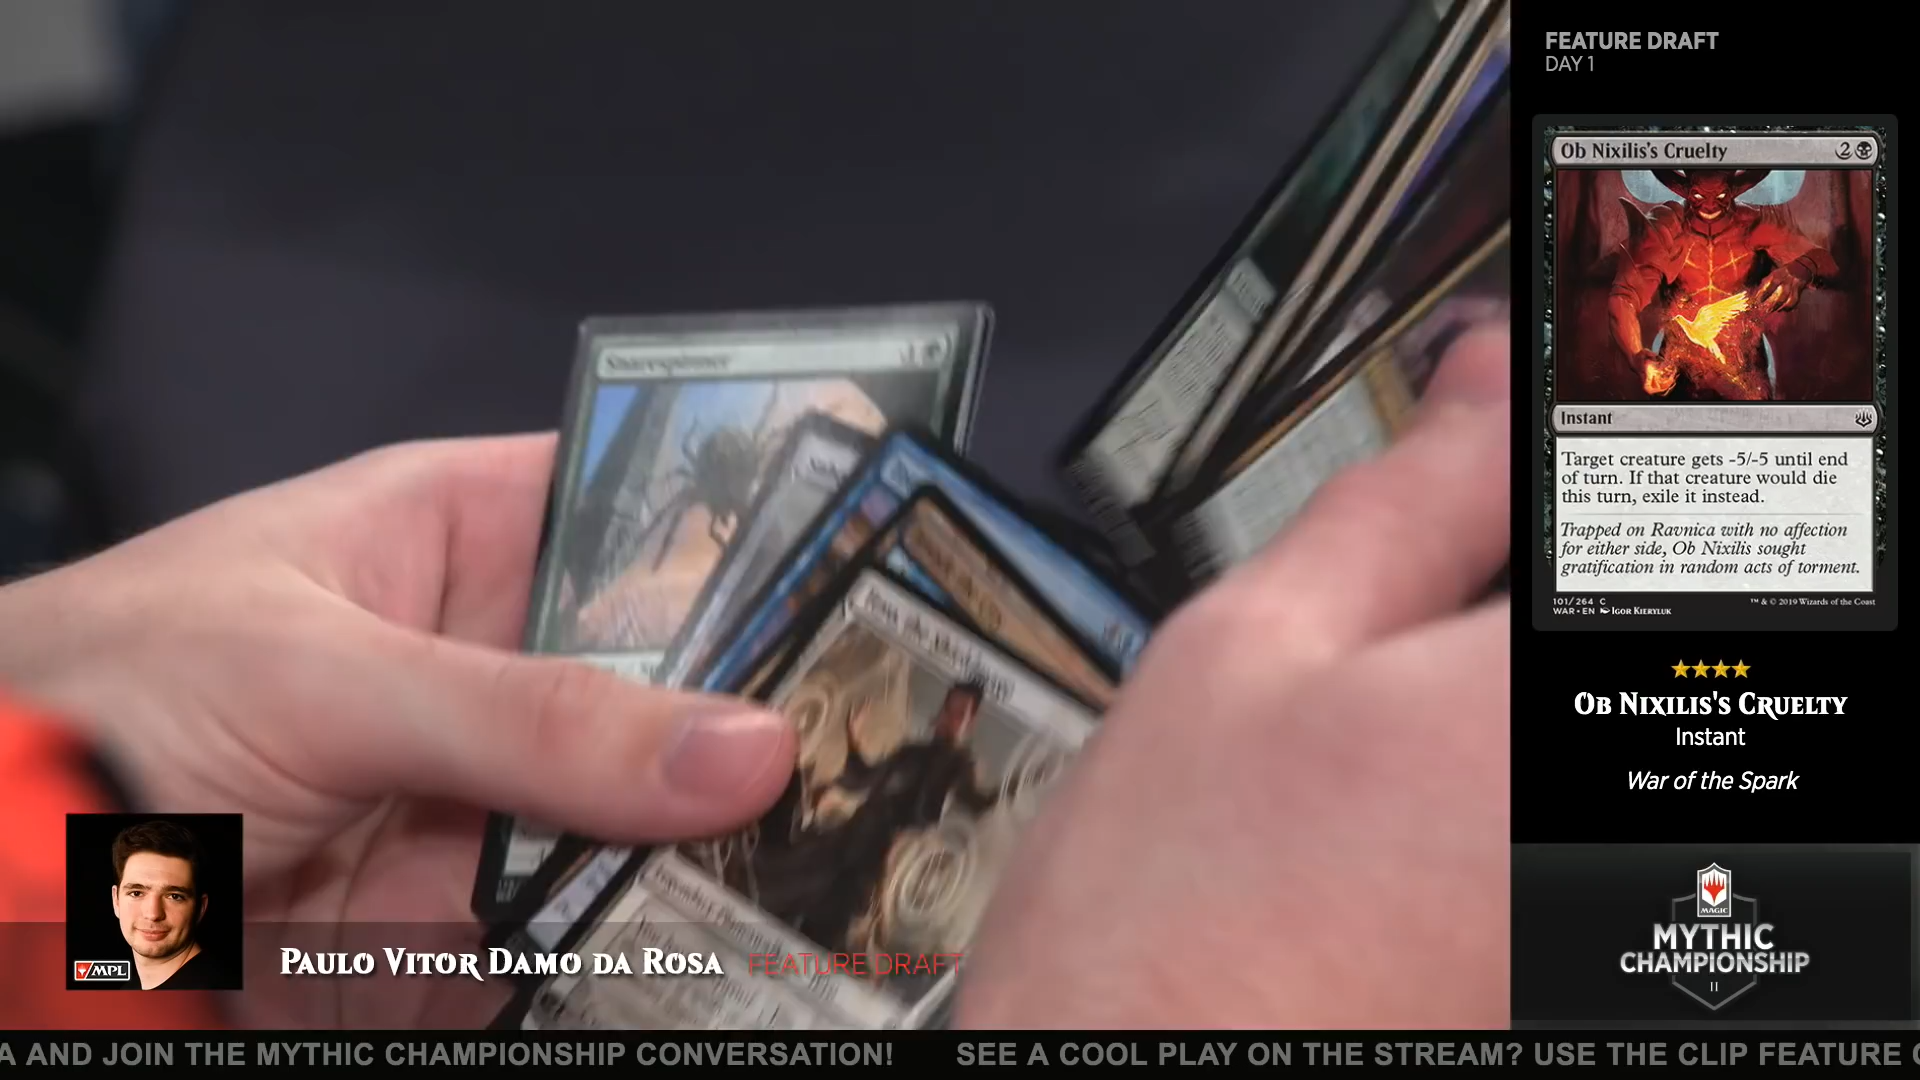 FEATURE DRAFT
DAY 1
Ob Nixilis's Cruelty 2
Instant
Target creature gets -5/-5 until end
of turn. If that creature would die
this turn, exile it instead.
Trapped on Ravnica with no affection
for either side, Ob Nixilis sought
gratification in random acts of torment.
101/264 C
WAR • EN Igor Kieryluk
™ & © 2019 Wizards of the Coast
Ob Nixilis's Cruelty
Instant
War of the Spark
MAGIC
MYTHIC
CHAMPIONSHIP
II
Snarespinner
MPL
Paulo Vitor Damo da Rosa FEATURE DRAFT
A AND JOIN THE MYTHIC CHAMPIONSHIP CONVERSATION! SEE A COOL PLAY ON THE STREAM? USE THE CLIP FEATURE